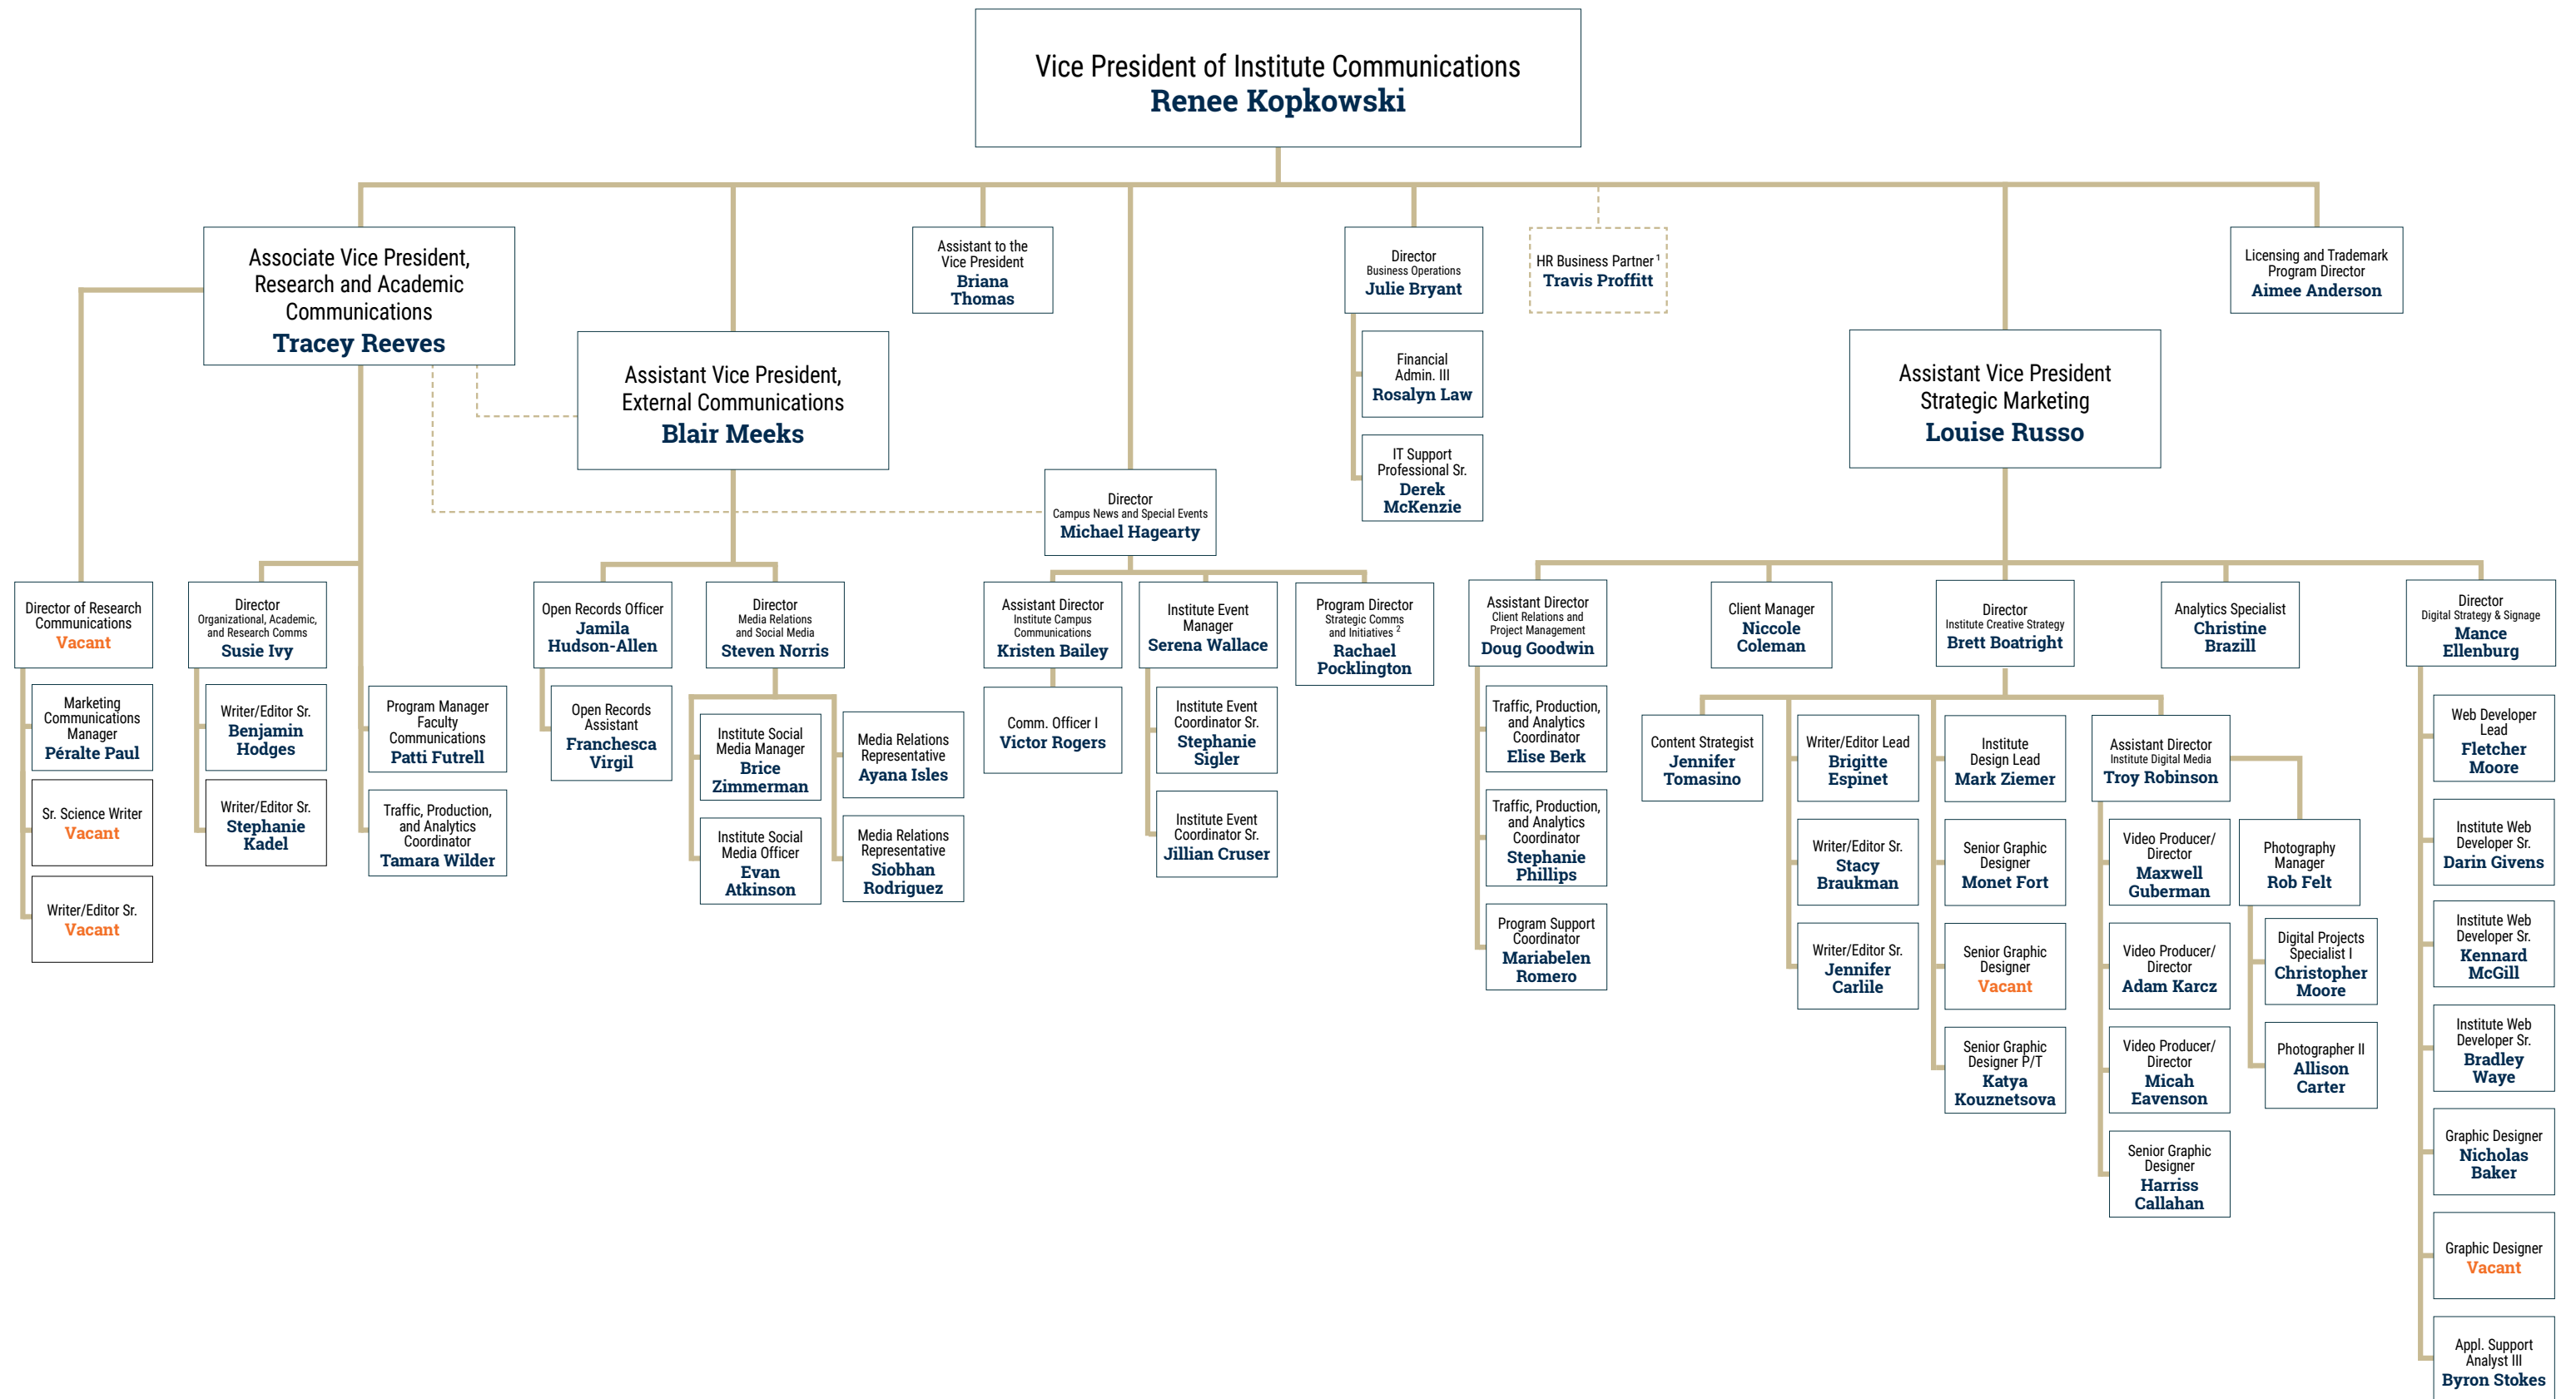 Vice President of Institute Communications
Renee Kopkowski
Associate Vice President,
Research and Academic
Communications
Tracey Reeves
Assistant Vice President,
External Communications
Blair Meeks
Assistant to the
Vice President
Briana
Thomas
Director
Campus News and Special Events
Michael Hagearty
Director
Business Operations
Julie Bryant
Financial
Admin. III
Rosalyn Law
IT Support
Professional Sr.
Derek
McKenzie
HR Business Partner ¹
Travis Proffitt
Assistant Vice President
Strategic Marketing
Louise Russo
Licensing and Trademark
Program Director
Aimee Anderson
Director of Research
Communications
Vacant
Marketing
Communications
Manager
Péralte Paul
Sr. Science Writer
Vacant
Writer/Editor Sr.
Vacant
Director
Organizational, Academic,
and Research Comms
Susie Ivy
Writer/Editor Sr.
Benjamin
Hodges
Writer/Editor Sr.
Stephanie
Kadel
Program Manager
Faculty
Communications
Patti Futrell
Traffic, Production,
and Analytics
Coordinator
Tamara Wilder
Open Records Officer
Jamila
Hudson-Allen
Open Records
Assistant
Franchesca
Virgil
Director
Media Relations
and Social Media
Steven Norris
Institute Social
Media Manager
Brice
Zimmerman
Institute Social
Media Officer
Evan
Atkinson
Media Relations
Representative
Ayana Isles
Media Relations
Representative
Siobhan
Rodriguez
Assistant Director
Institute Campus
Communications
Kristen Bailey
Comm. Officer I
Victor Rogers
Institute Event
Manager
Serena Wallace
Institute Event
Coordinator Sr.
Stephanie
Sigler
Institute Event
Coordinator Sr.
Jillian Cruser
Program Director
Strategic Comms
and Initiatives ²
Rachael
Pocklington
Assistant Director
Client Relations and
Project Management
Doug Goodwin
Traffic, Production,
and Analytics
Coordinator
Elise Berk
Traffic, Production,
and Analytics
Coordinator
Stephanie
Phillips
Program Support
Coordinator
Mariabelen
Romero
Client Manager
Niccole
Coleman
Director
Institute Creative Strategy
Brett Boatright
Content Strategist
Jennifer
Tomasino
Writer/Editor Lead
Brigitte
Espinet
Writer/Editor Sr.
Stacy
Braukman
Writer/Editor Sr.
Jennifer
Carlile
Institute
Design Lead
Mark Ziemer
Senior Graphic
Designer
Monet Fort
Senior Graphic
Designer
Vacant
Senior Graphic
Designer P/T
Katya
Kouznetsova
Assistant Director
Institute Digital Media
Troy Robinson
Video Producer/
Director
Maxwell
Guberman
Video Producer/
Director
Adam Karcz
Video Producer/
Director
Micah
Eavenson
Senior Graphic
Designer
Harriss
Callahan
Photography
Manager
Rob Felt
Digital Projects
Specialist I
Christopher
Moore
Photographer II
Allison
Carter
Analytics Specialist
Christine
Brazill
Director
Digital Strategy & Signage
Mance
Ellenburg
Web Developer
Lead
Fletcher
Moore
Institute Web
Developer Sr.
Darin Givens
Institute Web
Developer Sr.
Kennard
McGill
Institute Web
Developer Sr.
Bradley
Waye
Graphic Designer
Nicholas
Baker
Graphic Designer
Vacant
Appl. Support
Analyst III
Byron Stokes